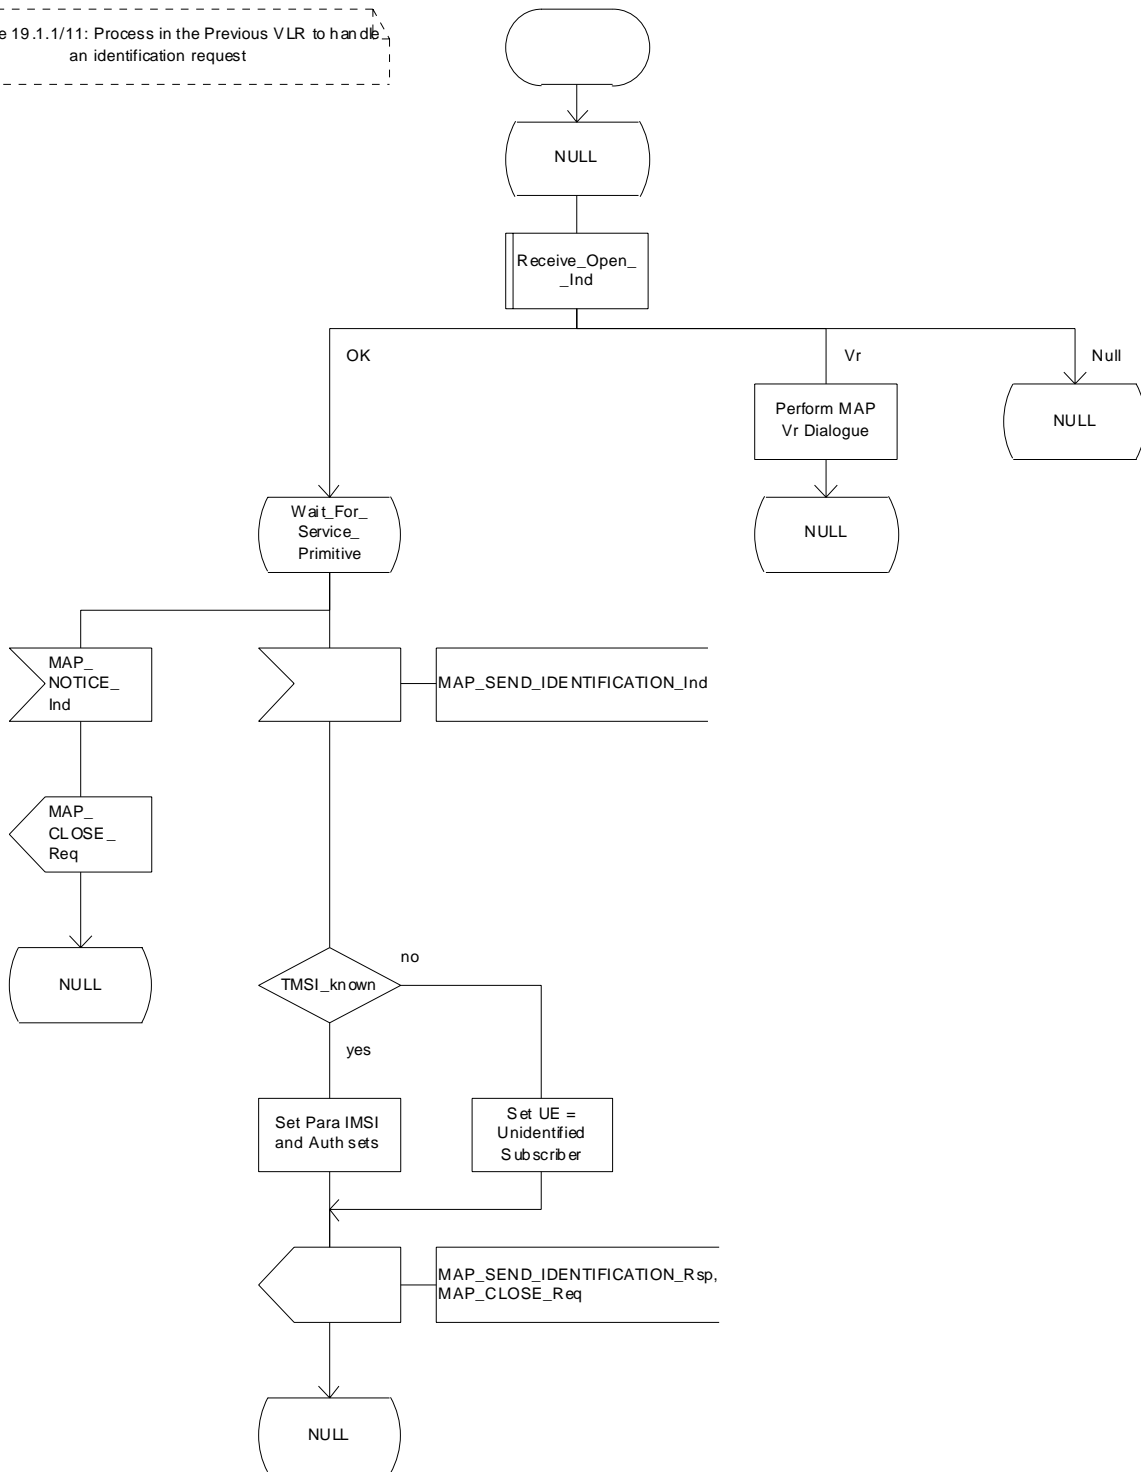 e 19.1.1/11: Process in the Previous VLR to handle
an identification request
NULL
Receive_Open_
_Ind
OK
Vr
Null
Perform MAP
Vr Dialogue
NULL
NULL
Wait_For_
Service_
Primitive
MAP_
NOTICE_
Ind
MAP_SEND_IDENTIFICATION_Ind
MAP_
CLOSE_
Req
NULL
TMSI_known
no
yes
Set Para IMSI
and Auth sets
Set UE =
Unidentified
Subscriber
MAP_SEND_IDENTIFICATION_Rsp,
MAP_CLOSE_Req
NULL